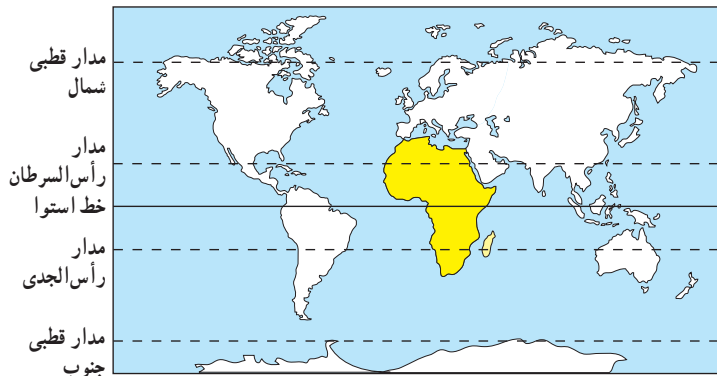 مدار قطبی
شمال
مدار
رأس‌السرطان
خط استوا
مدار
رأس‌الجدی
مدار قطبی
جنوب